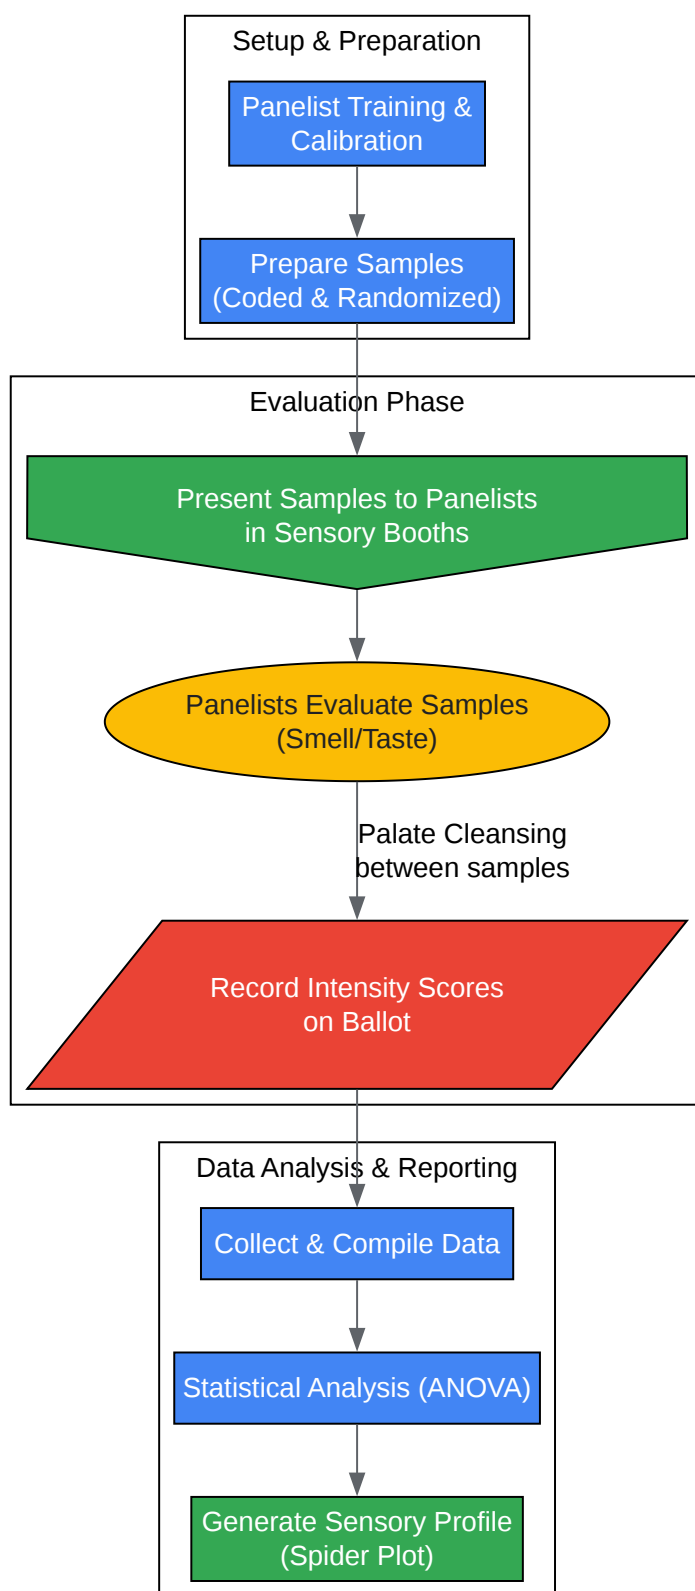 Setup & Preparation
Panelist Training &
Calibration
Prepare Samples
(Coded & Randomized)
Evaluation Phase
Present Samples to Panelists
in Sensory Booths
Panelists Evaluate Samples
(Smell/Taste)
Palate Cleansing
between samples
Record Intensity Scores
on Ballot
Data Analysis & Reporting
Collect & Compile Data
Statistical Analysis (ANOVA)
Generate Sensory Profile
(Spider Plot)